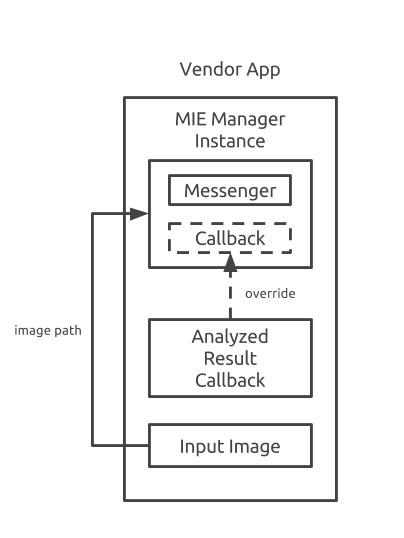 Vendor App
MIE Manager
Instance
Messenger
Callback
override
image path
Analyzed
Result
Callback
Input Image